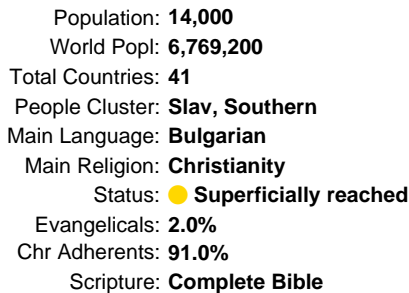 Population: 14,000
World Popl: 6,769,200
Total Countries: 41
People Cluster: Slav, Southern
Main Language: Bulgarian
Main Religion: Christianity
Status: Superficially reached
Evangelicals: 2.0%
Chr Adherents: 91.0%
Scripture: Complete Bible